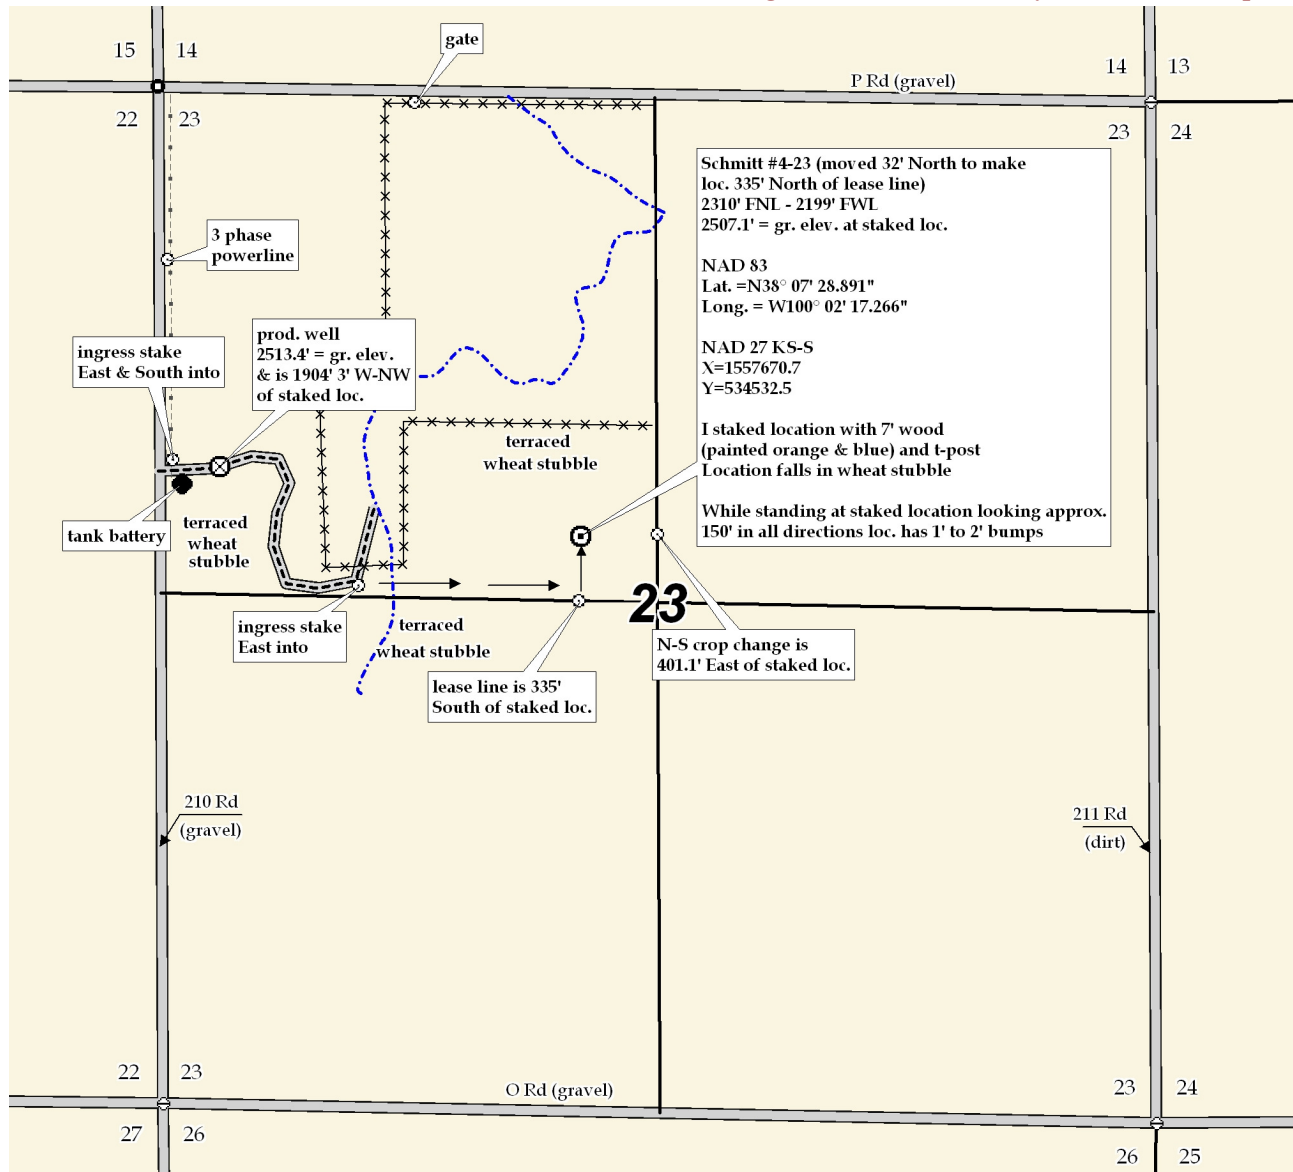 gate
15 14
14 13
P Rd (gravel)
22 23
23 24
Schmitt #4-23 (moved 32' North to make
loc. 335' North of lease line)
2310' FNL - 2199' FWL
2507.1' = gr. elev. at staked loc.
NAD 83
Lat. =N38° 07' 28.891"
Long. = W100° 02' 17.266"
NAD 27 KS-S
X=1557670.7
Y=534532.5
I staked location with 7' wood
(painted orange & blue) and t-post
Location falls in wheat stubble
While standing at staked location looking approx.
150' in all directions loc. has 1' to 2' bumps
3 phase
powerline
prod. well
2513.4' = gr. elev.
& is 1904' 3' W-NW
of staked loc.
ingress stake
East & South into
terraced
wheat stubble
tank battery
terraced
wheat
stubble
23
ingress stake
East into
terraced
wheat stubble
N-S crop change is
401.1' East of staked loc.
lease line is 335'
South of staked loc.
210 Rd
(gravel)
211 Rd
(dirt)
22 23
23 24
O Rd (gravel)
27 26
26 25